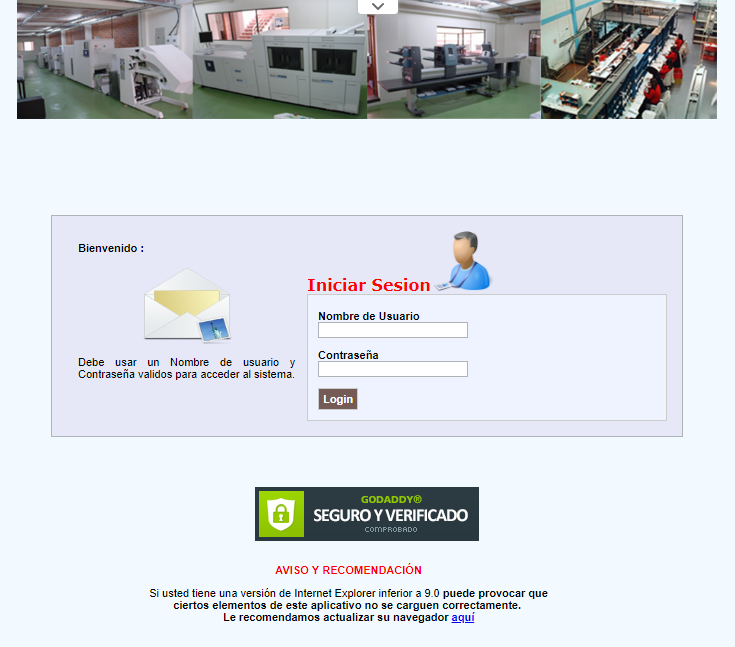 Bienvenido :
Debe usar un Nombre de usuario y
Contraseña validos para acceder al sistema.
Iniciar Sesion
Nombre de Usuario
Contraseña
Login
GODADDY®
SEGURO Y VERIFICADO
COMPROBADO
AVISO Y RECOMENDACIÓN
Si usted tiene una versión de Internet Explorer inferior a 9.0 puede provocar que
ciertos elementos de este aplicativo no se carguen correctamente.
Le recomendamos actualizar su navegador aquí